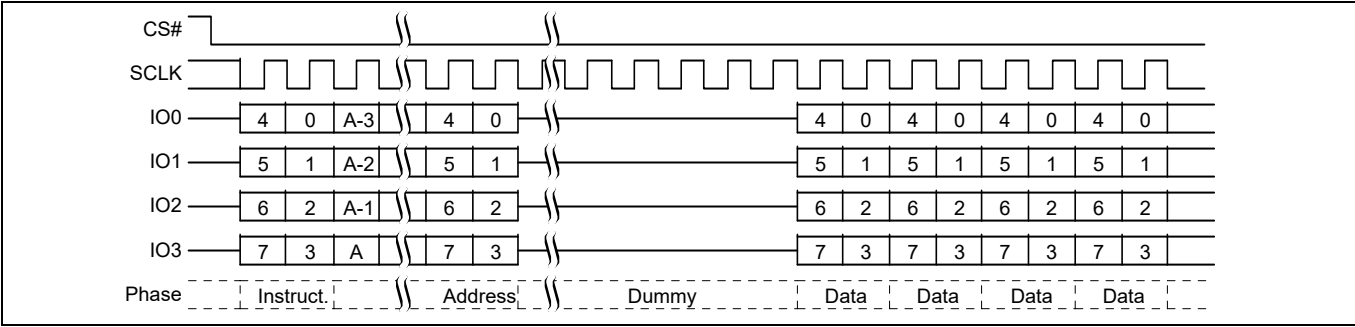 CS#
SCLK
IO0 4 0 A-3 4 0 4 0 4 0 4 0 4 0
IO1 5 1 A-2 5 1 5 1 5 1 5 1 5 1
IO2 6 2 A-1 6 2 6 2 6 2 6 2 6 2
IO3 7 3 A 7 3 7 3 7 3 7 3 7 3
Phase Instruct. Address Dummy Data Data Data Data